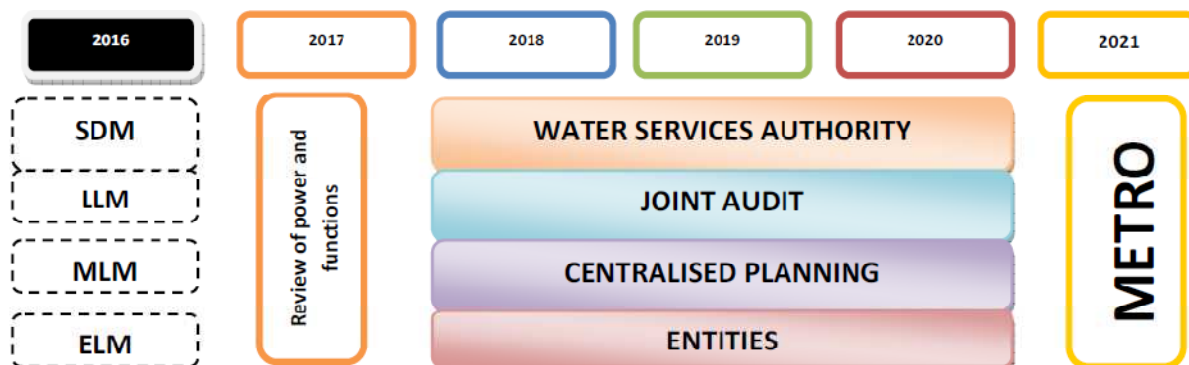 2016
2017
2018
2019
2020
2021
SDM
LLM
MLM
ELM
Review of power and
functions
WATER SERVICES AUTHORITY
JOINT AUDIT
CENTRALISED PLANNING
ENTITIES
METRO